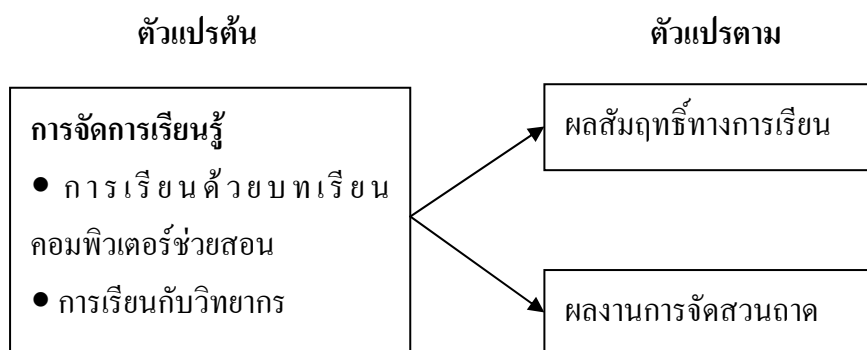 ตัวแปรต้น
ตัวแปรตาม
การจัดการเรียนรู้
● การเรียนด้วยบทเรียน
คอมพิวเตอร์ช่วยสอน
● การเรียนกับวิทยากร
ผลสัมฤทธิ์ทางการเรียน
ผลงานการจัดสวนถาด